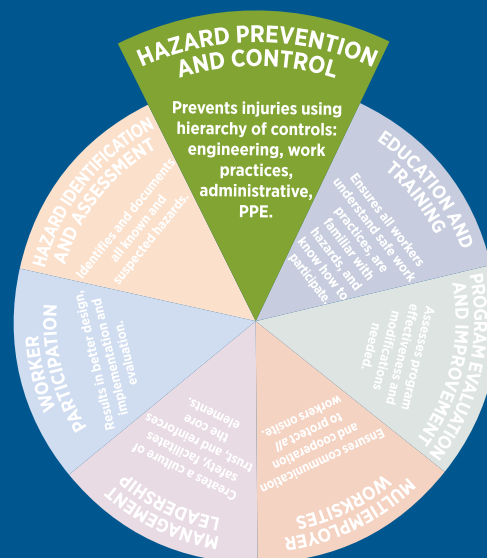 HAZARD PREVENTION
AND CONTROL
Prevents injuries using
hierarchy of controls:
engineering, work
practices,
administrative,
PPE.
EDUCATION AND
TRAINING
Ensures all workers
understand safe work
practices, are
familiar with
hazards, and
know how to
participate.
PROGRAM EVALUATION
AND IMPROVEMENT
Assesses program
effectiveness and
modifications
needed.
MULTIEMPLOYER
WORKSITES
Ensures communication
and cooperation
to protect all
workers onsite.
MANAGEMENT
LEADERSHIP
Creates a culture of
safety, facilitates
trust, and reinforces
the core
elements.
WORKER
PARTICIPATION
Results in better design,
implementation and
evaluation.
HAZARD IDENTIFICATION
AND ASSESSMENT
Identifies and documents
all known and
suspected hazards.